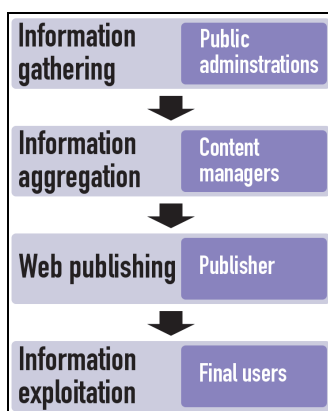 Information
gathering
Public
adminstrations
Information
aggregation
Content
managers
Web publishing
Publisher
Information
exploitation
Final users